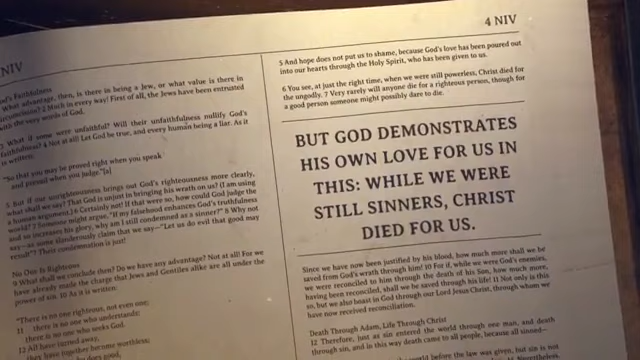 NIV
God's Faithfulness
What advantage, then, is there in being a Jew, or what value is there in
circumcision? 2 Much in every way! First of all, the Jews have been entrusted
with the very words of God.
3 What if some were unfaithful? Will their unfaithfulness nullify God's
faithfulness? 4 Not at all! Let God be true, and every human being a liar. As it
is written:
"So that you may be proved right when you speak
and prevail when you judge."[a]
5 But if our unrighteousness brings out God's righteousness more clearly,
what shall we say? That God is unjust in bringing his wrath on us? (I am using
a human argument.) 6 Certainly not! If that were so, how could God judge the
world? 7 Someone might argue, "If my falsehood enhances God's truthfulness
and so increases his glory, why am I still condemned as a sinner?" 8 Why not
say—as some slanderously claim that we say—"Let us do evil that good may
result"? Their condemnation is just!
No One Is Righteous
9 What shall we conclude then? Do we have any advantage? Not at all! For we
have already made the charge that Jews and Gentiles alike are all under the
power of sin. 10 As it is written:
"There is no one righteous, not even one;
11 there is no one who understands;
there is no one who seeks God.
12 All have turned away,
they have together become worthless;
does good,
4 NIV
5 And hope does not put us to shame, because God's love has been poured out
into our hearts through the Holy Spirit, who has been given to us.
6 You see, at just the right time, when we were still powerless, Christ died for
the ungodly. 7 Very rarely will anyone die for a righteous person, though for
a good person someone might possibly dare to die.
BUT GOD DEMONSTRATES
HIS OWN LOVE FOR US IN
THIS: WHILE WE WERE
STILL SINNERS, CHRIST
DIED FOR US.
Since we have now been justified by his blood, how much more shall we be
saved from God's wrath through him! 10 For if, while we were God's enemies,
we were reconciled to him through the death of his Son, how much more,
having been reconciled, shall we be saved through his life! 11 Not only is this
so, but we also boast in God through our Lord Jesus Christ, through whom we
have now received reconciliation.
Death Through Adam, Life Through Christ
12 Therefore, just as sin entered the world through one man, and death
through sin, and in this way death came to all people, because all sinned—
world before the law was given, but sin is not
Nevertheless,